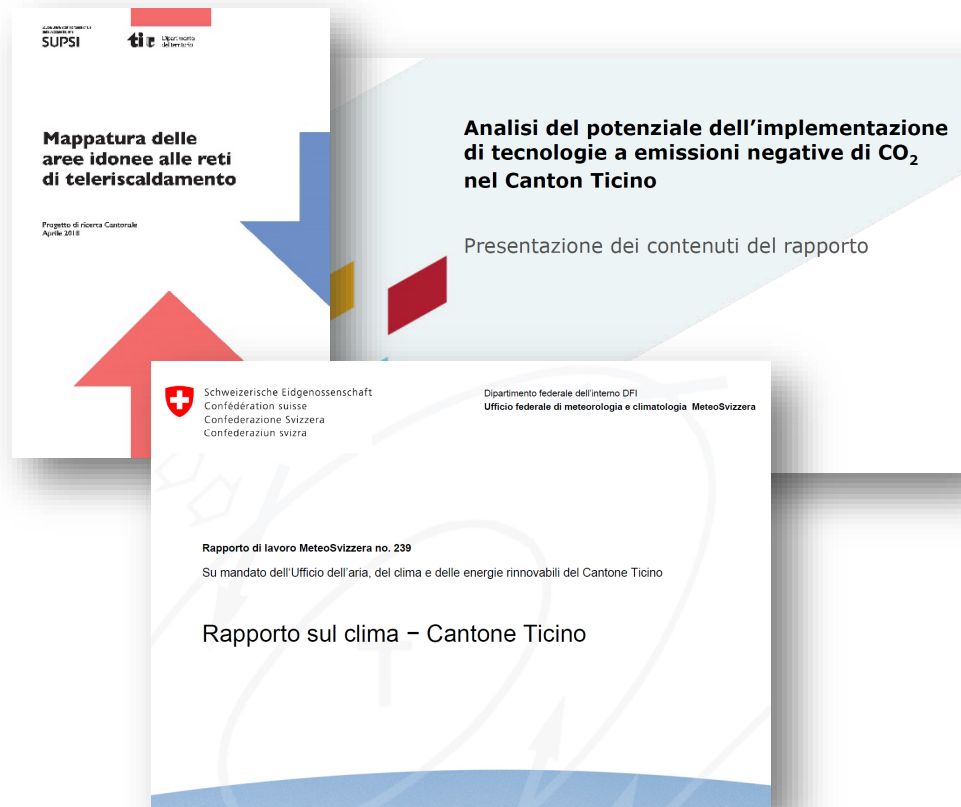 SUPSI
ti
Dipartimento
del territorio
Mappatura delle
aree idonee alle reti
di teleriscaldamento
Progetto di ricerca Cantonale
Aprile 2018
Analisi del potenziale dell’implementazione
di tecnologie a emissioni negative di CO₂
nel Canton Ticino
Presentazione dei contenuti del rapporto
Schweizerische Eidgenossenschaft
Confédération suisse
Confederazione Svizzera
Confederaziun svizra
Dipartimento federale dell'interno DFI
Ufficio federale di meteorologia e climatologia MeteoSvizzera
Rapporto di lavoro MeteoSvizzera no. 239
Su mandato dell'Ufficio dell'aria, del clima e delle energie rinnovabili del Cantone Ticino
Rapporto sul clima – Cantone Ticino